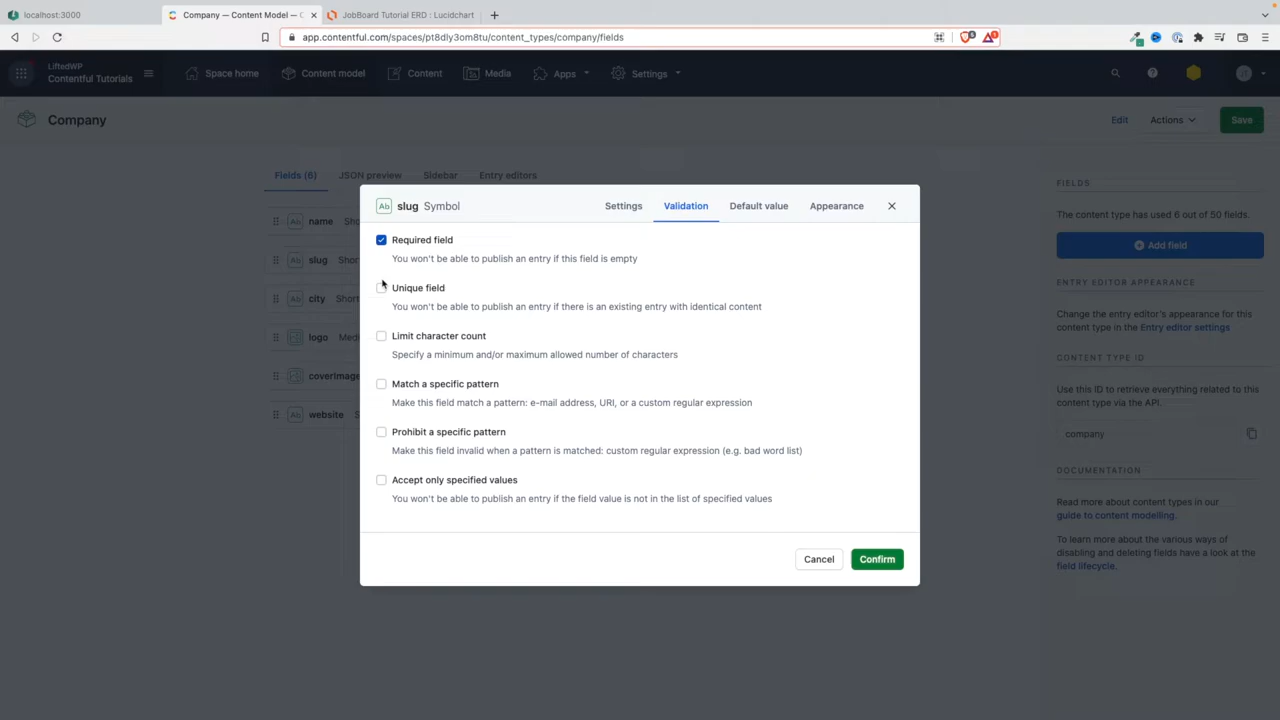 localhost:3000
Company — Content Model — C
JobBoard Tutorial ERD : Lucidchart
app.contentful.com/spaces/pt8dly3om8tu/content_types/company/fields
LiftedWP
Contentful Tutorials
Space home
Content model
Content
Media
Apps
Settings
Company
Edit
Actions
Save
Fields (6)
JSON preview
Sidebar
Entry editors
name
slug
Short
city
Short
logo
coverImage
website
slug Symbol
Settings
Validation
Default value
Appearance
Required field
You won't be able to publish an entry if this field is empty
Unique field
You won't be able to publish an entry if there is an existing entry with identical content
Limit character count
Specify a minimum and/or maximum allowed number of characters
Match a specific pattern
Make this field match a pattern: e-mail address, URI, or a custom regular expression
Prohibit a specific pattern
Make this field invalid when a pattern is matched: custom regular expression (e.g. bad word list)
Accept only specified values
You won't be able to publish an entry if the field value is not in the list of specified values
Cancel
Confirm
FIELDS
The content type has used 6 out of 50 fields.
Add field
ENTRY EDITOR APPEARANCE
Change the entry editor's appearance for this
content type in the Entry editor settings
CONTENT TYPE ID
Use this ID to retrieve everything related to this
content type via the API.
company
DOCUMENTATION
Read more about content types in our
guide to content modelling.
To learn more about the various ways of
disabling and deleting fields have a look at the
field lifecycle.